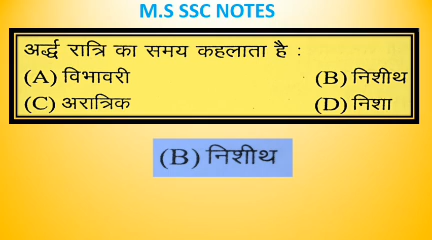 M.S SSC NOTES
अर्द्ध रात्रि का समय कहलाता है :
(A) विभावरी (B) निशीथ
(C) अरात्रिक (D) निशा
(B) निशीथ